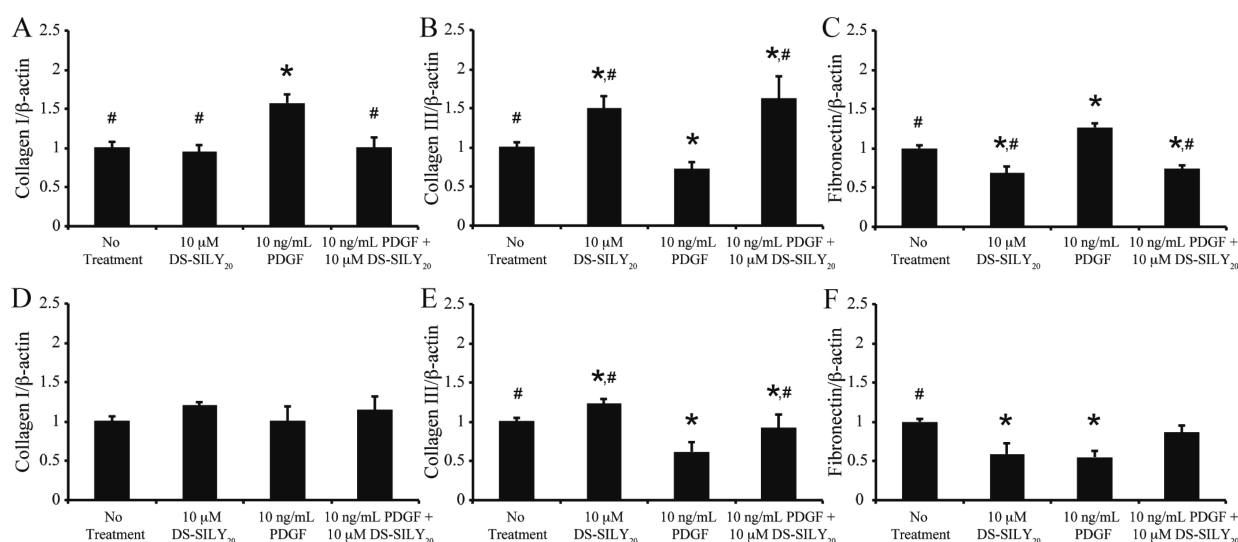 A
Collagen I/β-actin
2.5
2
1.5
1
0.5
0
#
#
*
#
No
Treatment
10 μM
DS-SILY20
10 ng/mL
PDGF
10 ng/mL PDGF +
10 μM DS-SILY20
B
Collagen III/β-actin
2.5
2
1.5
1
0.5
0
#
*,#
*
*,#
No
Treatment
10 μM
DS-SILY20
10 ng/mL
PDGF
10 ng/mL PDGF +
10 μM DS-SILY20
C
Fibronectin/β-actin
2.5
2
1.5
1
0.5
0
#
*,#
*
*,#
No
Treatment
10 μM
DS-SILY20
10 ng/mL
PDGF
10 ng/mL PDGF +
10 μM DS-SILY20
D
Collagen I/β-actin
2.5
2
1.5
1
0.5
0
No
Treatment
10 μM
DS-SILY20
10 ng/mL
PDGF
10 ng/mL PDGF +
10 μM DS-SILY20
E
Collagen III/β-actin
2.5
2
1.5
1
0.5
0
#
*,#
*
*,#
No
Treatment
10 μM
DS-SILY20
10 ng/mL
PDGF
10 ng/mL PDGF +
10 μM DS-SILY20
F
Fibronectin/β-actin
2.5
2
1.5
1
0.5
0
#
*
*
No
Treatment
10 μM
DS-SILY20
10 ng/mL
PDGF
10 ng/mL PDGF +
10 μM DS-SILY20